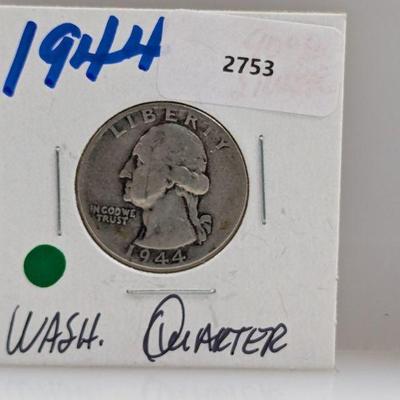 1944
2753
LIBERTY
IN GOD WE
TRUST
1944
WASH. QUARTER